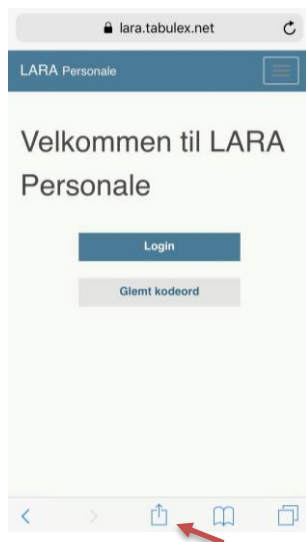 lara.tabulex.net
LARA Personale
Velkommen til LARA
Personale
Login
Glemt kodeord